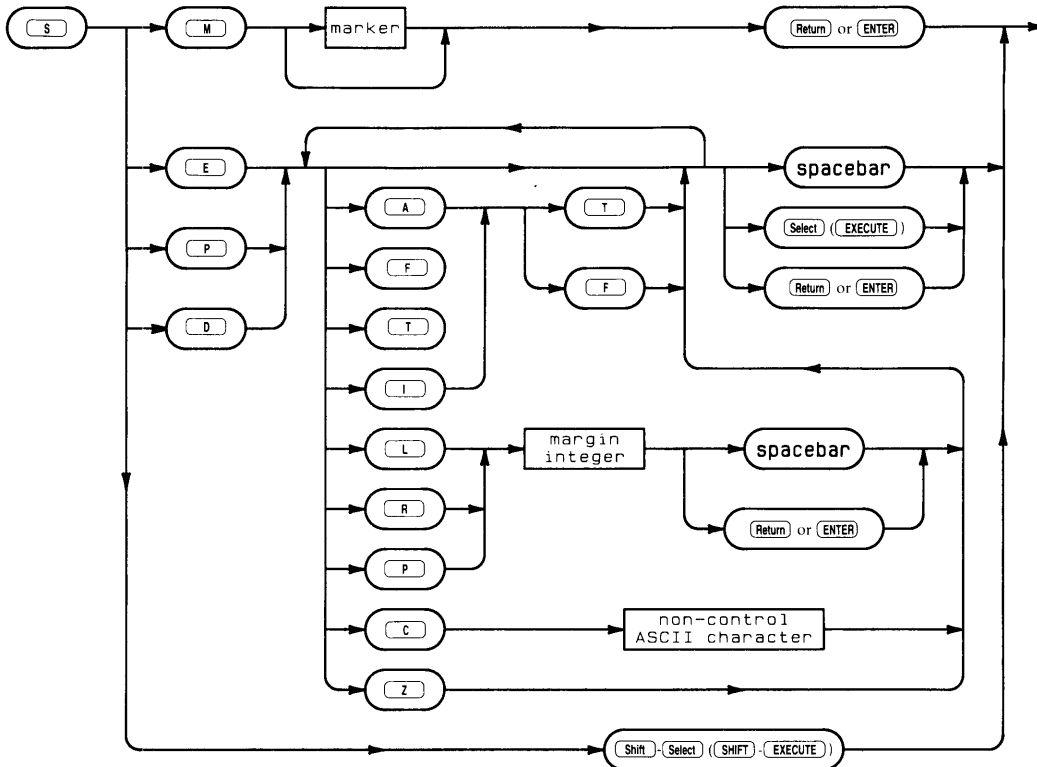 S
M
marker
Return or ENTER
E
spacebar
A
T
Select (EXECUTE)
P
F
F
Return or ENTER
D
T
I
L
margin
integer
spacebar
R
Return or ENTER
P
C
non-control
ASCII character
Z
Shift-Select (SHIFT-EXECUTE)